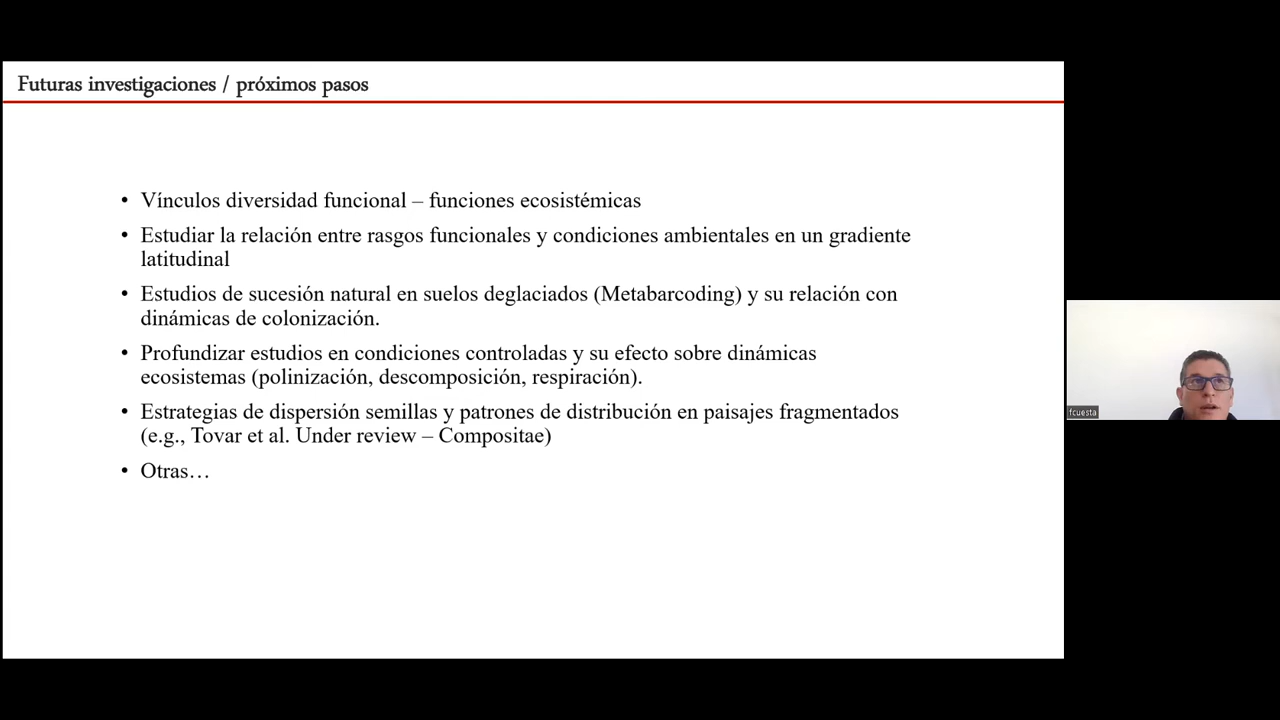 Futuras investigaciones / próximos pasos
• Vínculos diversidad funcional – funciones ecosistémicas
• Estudiar la relación entre rasgos funcionales y condiciones ambientales en un gradiente
latitudinal
• Estudios de sucesión natural en suelos deglaciados (Metabarcoding) y su relación con
dinámicas de colonización.
• Profundizar estudios en condiciones controladas y su efecto sobre dinámicas
ecosistemas (polinización, descomposición, respiración).
• Estrategias de dispersión semillas y patrones de distribución en paisajes fragmentados
(e.g., Tovar et al. Under review – Compositae)
• Otras…
fcuesta